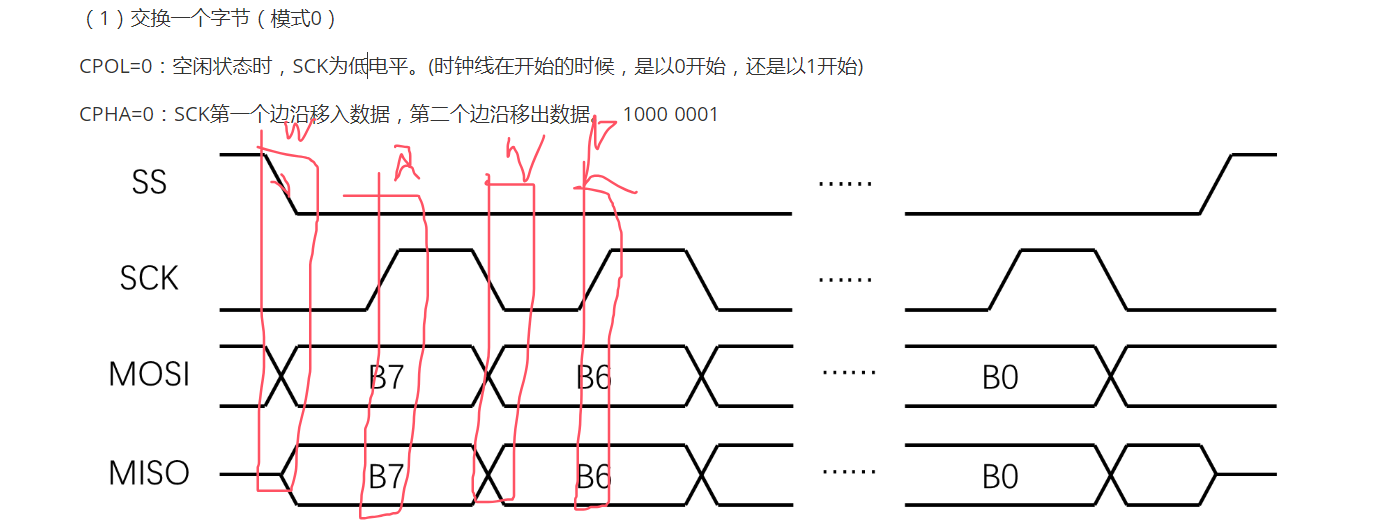 （1）交换一个字节（模式0）
CPOL=0：空闲状态时，SCK为低电平。(时钟线在开始的时候，是以0开始，还是以1开始)
CPHA=0：SCK第一个边沿移入数据，第二个边沿移出数据。 1000 0001
SS ……
SCK ……
MOSI B7 B6 …… B0
MISO B7 B6 …… B0